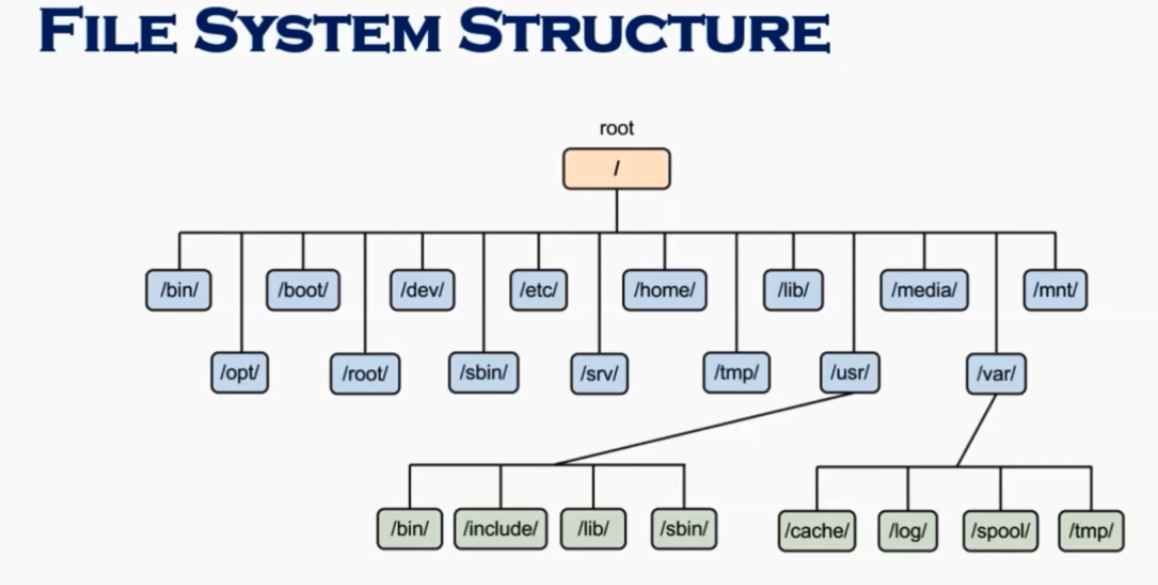 FILE SYSTEM STRUCTURE
root
/
/bin/ /boot/ /dev/ /etc/ /home/ /lib/ /media/ /mnt/
/opt/ /root/ /sbin/ /srv/ /tmp/ /usr/ /var/
/bin/ /include/ /lib/ /sbin/ /cache/ /log/ /spool/ /tmp/